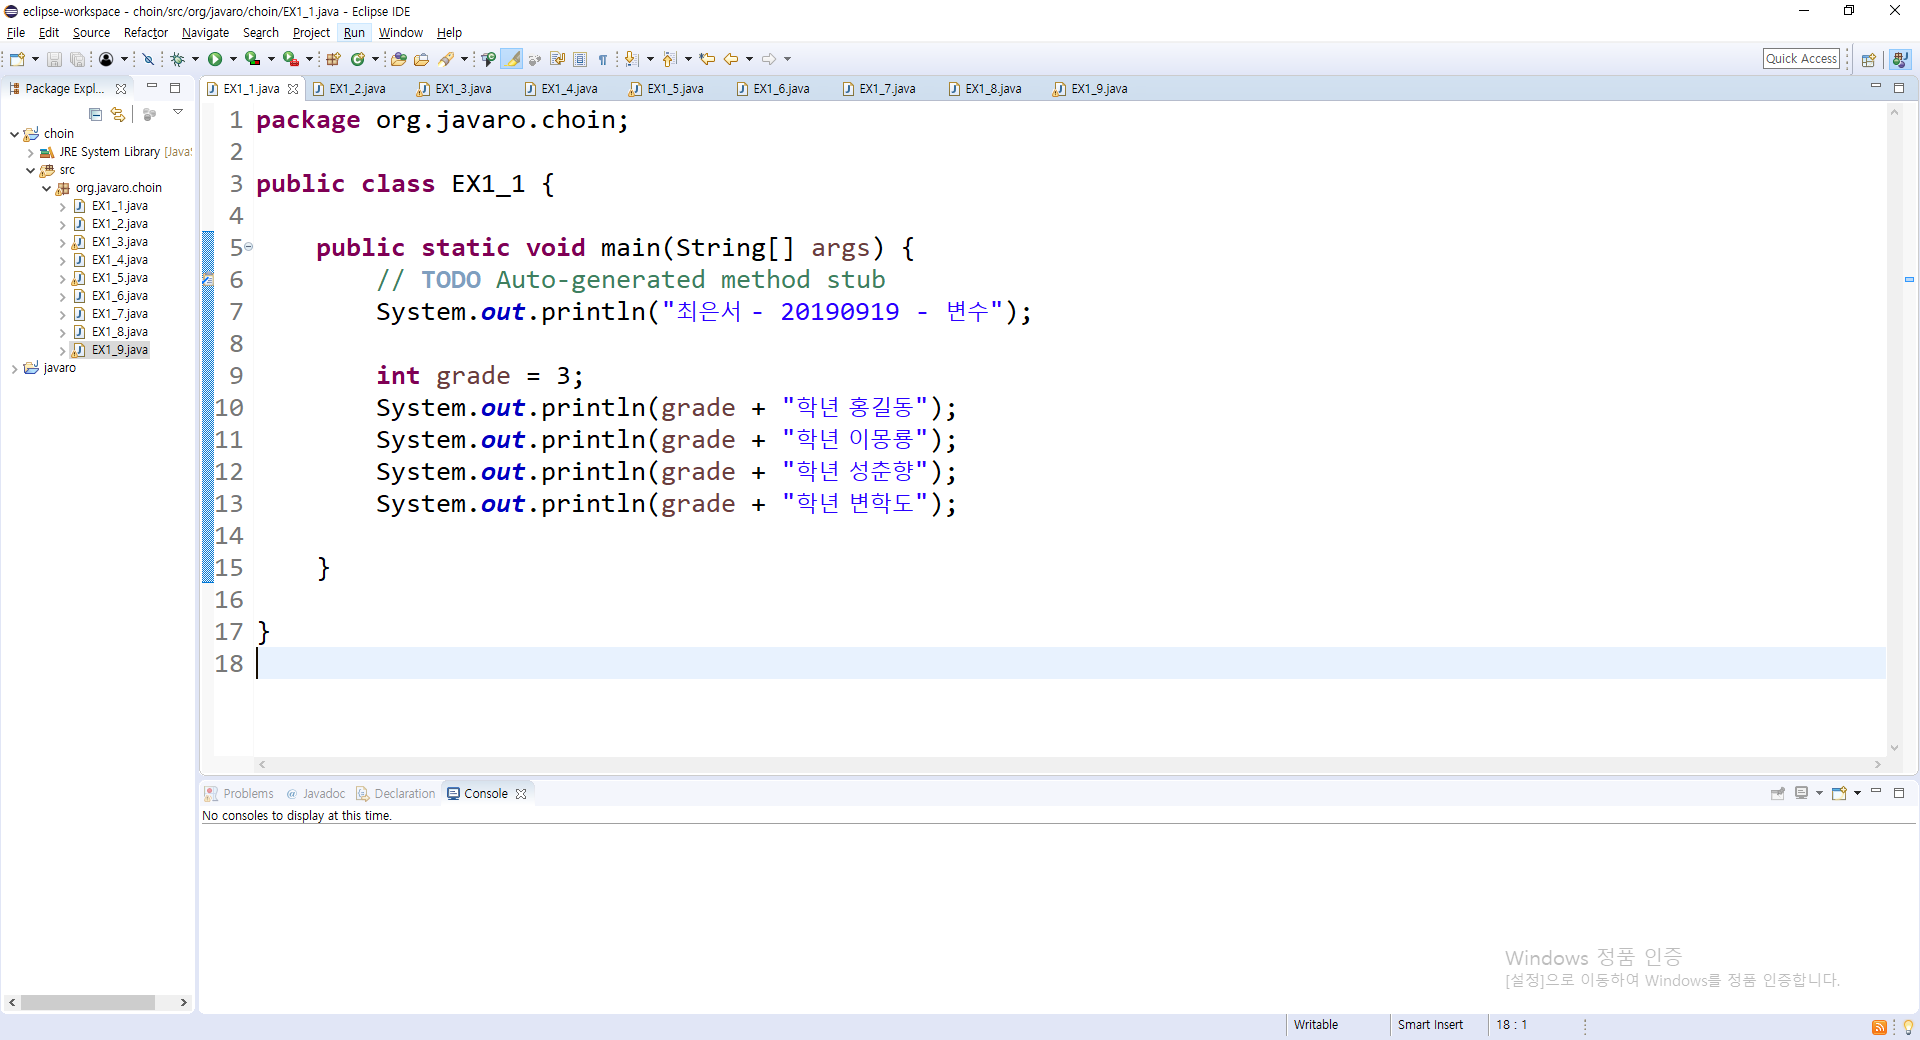 eclipse-workspace - choin/src/org/javaro/choin/EX1_1.java - Eclipse IDE
File Edit Source Refactor Navigate Search Project Run Window Help
Quick Access
Package Expl...
EX1_1.java EX1_2.java EX1_3.java EX1_4.java EX1_5.java EX1_6.java EX1_7.java EX1_8.java EX1_9.java
choin
JRE System Library [JavaS
src
org.javaro.choin
EX1_1.java
EX1_2.java
EX1_3.java
EX1_4.java
EX1_5.java
EX1_6.java
EX1_7.java
EX1_8.java
EX1_9.java
javaro
1 package org.javaro.choin;
2
3 public class EX1_1 {
4
5 public static void main(String[] args) {
6 // TODO Auto-generated method stub
7 System.out.println("최은서 - 20190919 - 변수");
8
9 int grade = 3;
10 System.out.println(grade + "학년 홍길동");
11 System.out.println(grade + "학년 이몽룡");
12 System.out.println(grade + "학년 성춘향");
13 System.out.println(grade + "학년 변학도");
14
15 }
16
17 }
18
Problems @ Javadoc Declaration Console
No consoles to display at this time.
Windows 정품 인증
[설정]으로 이동하여 Windows를 정품 인증합니다.
Writable Smart Insert 18 : 1